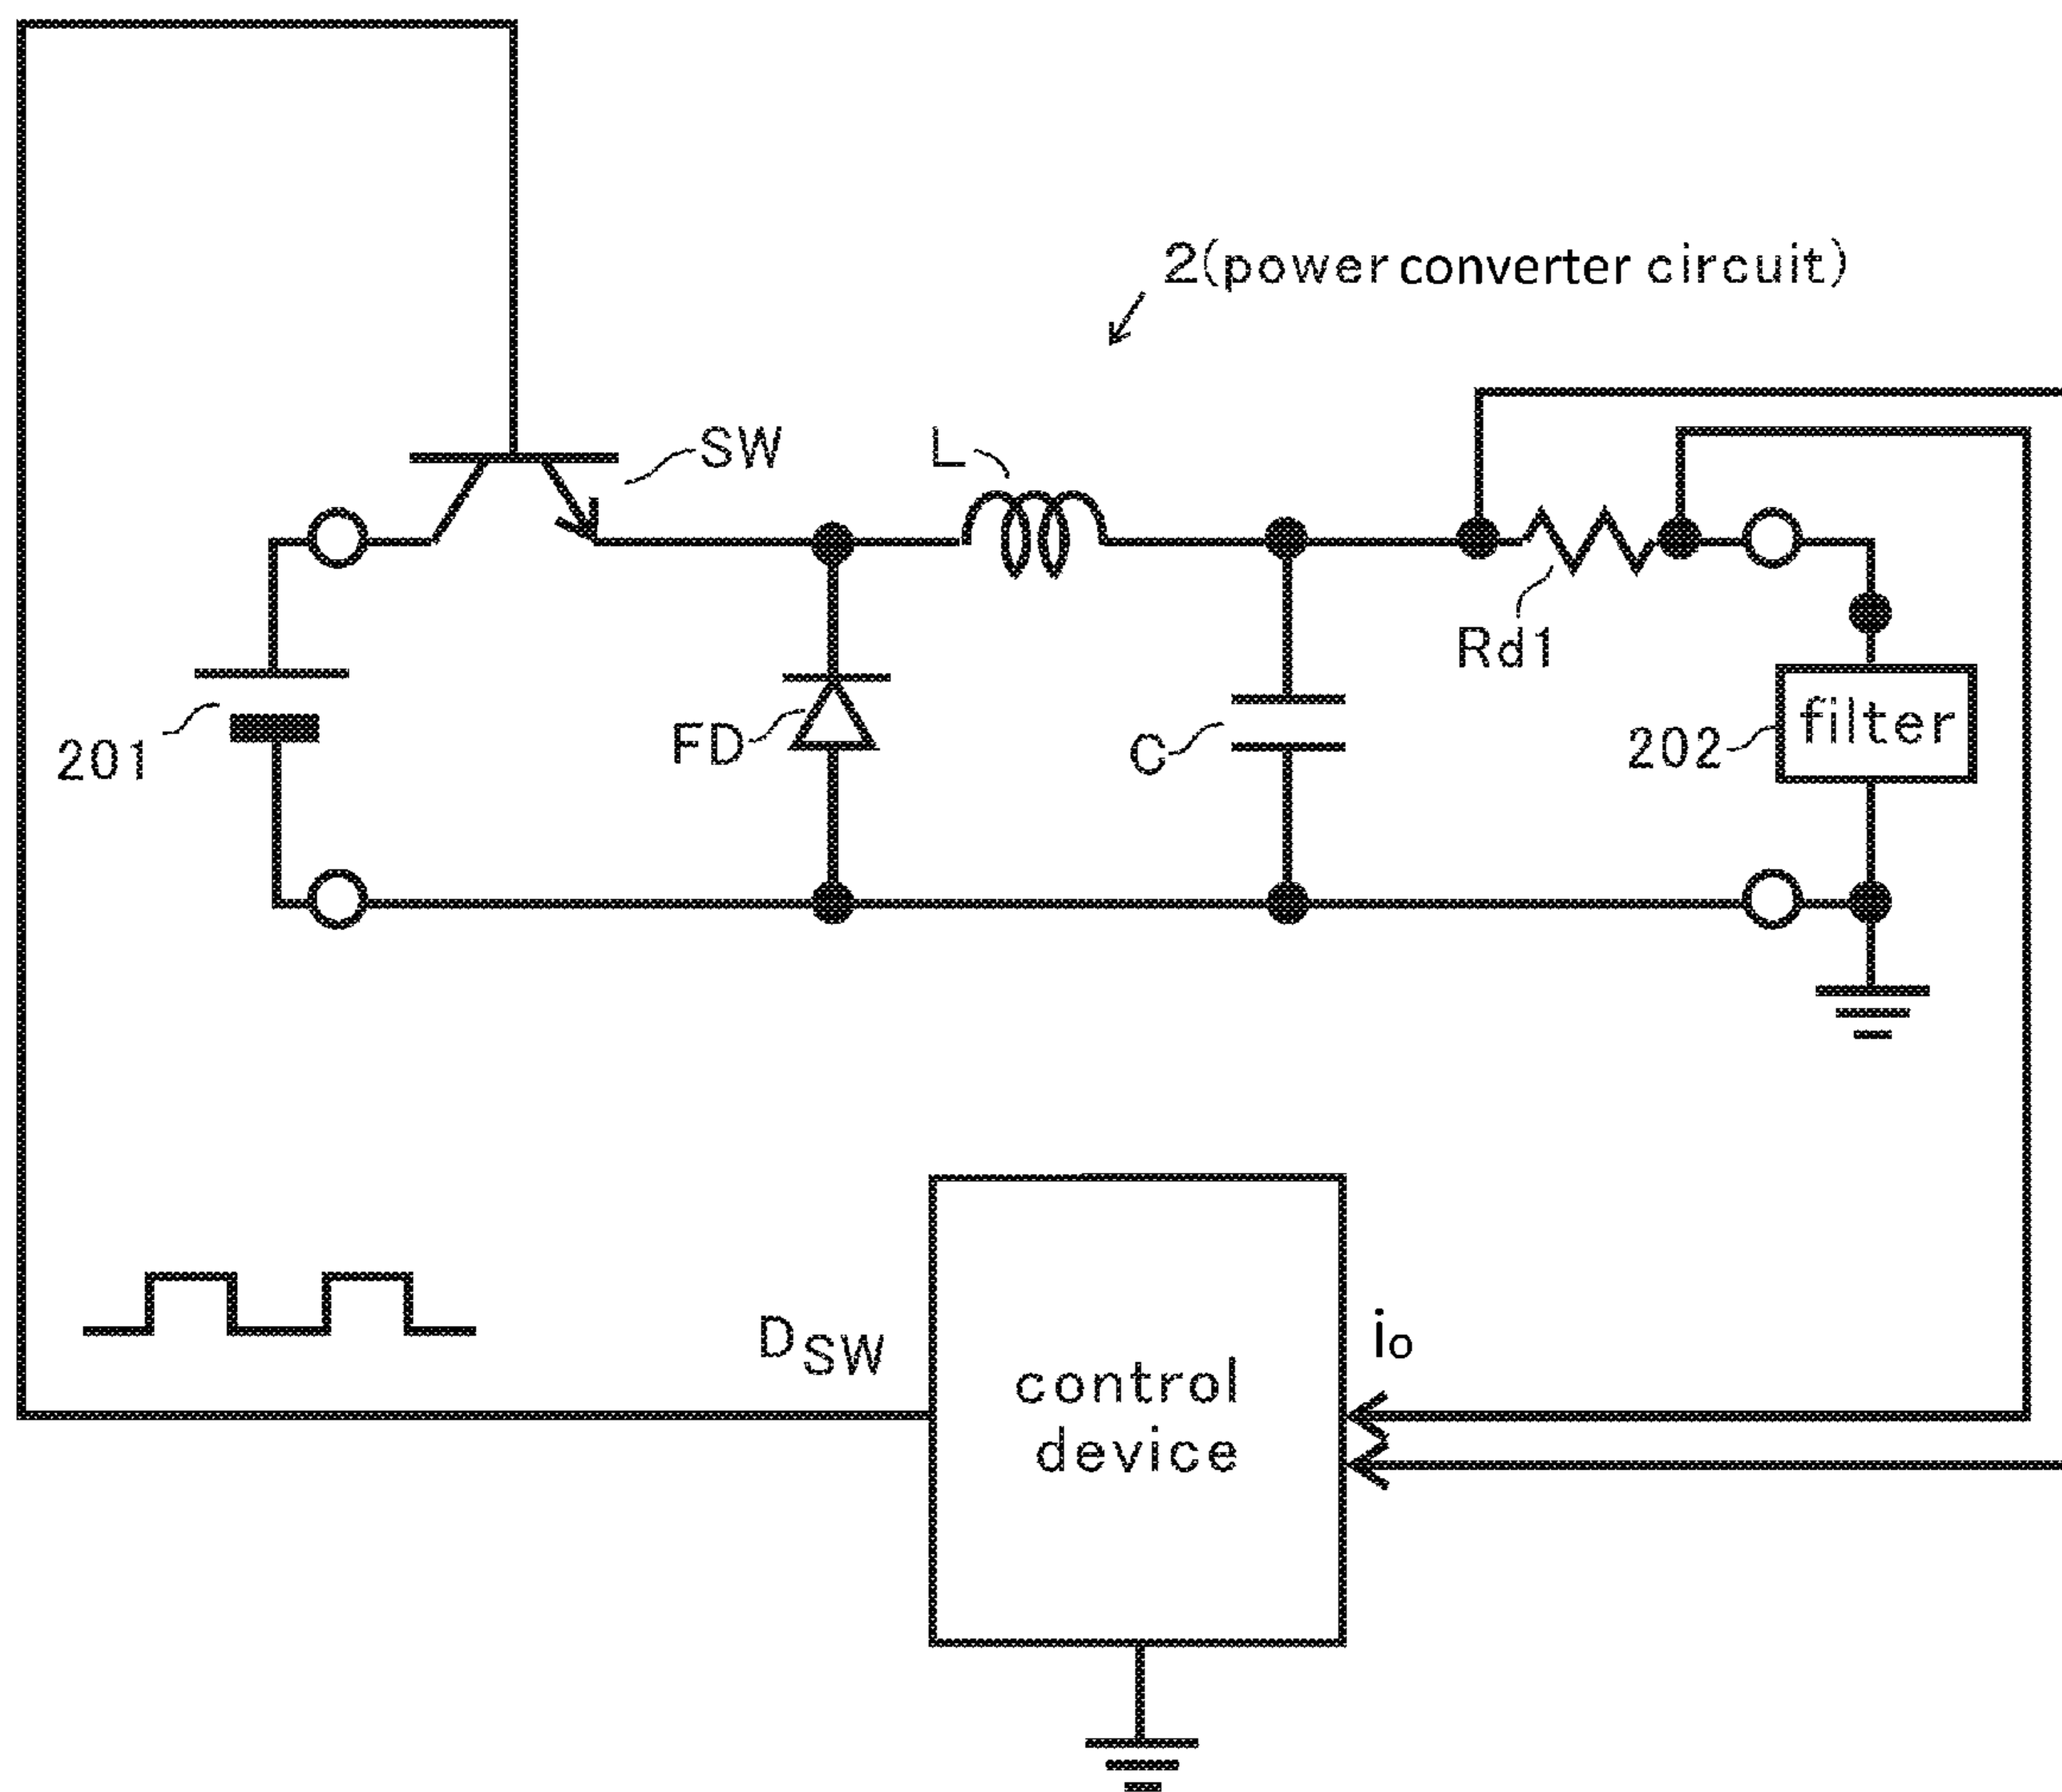 2(power converter circuit)
SW
L
Rd1
201
FD
C
202
filter
DSW
io
control
device